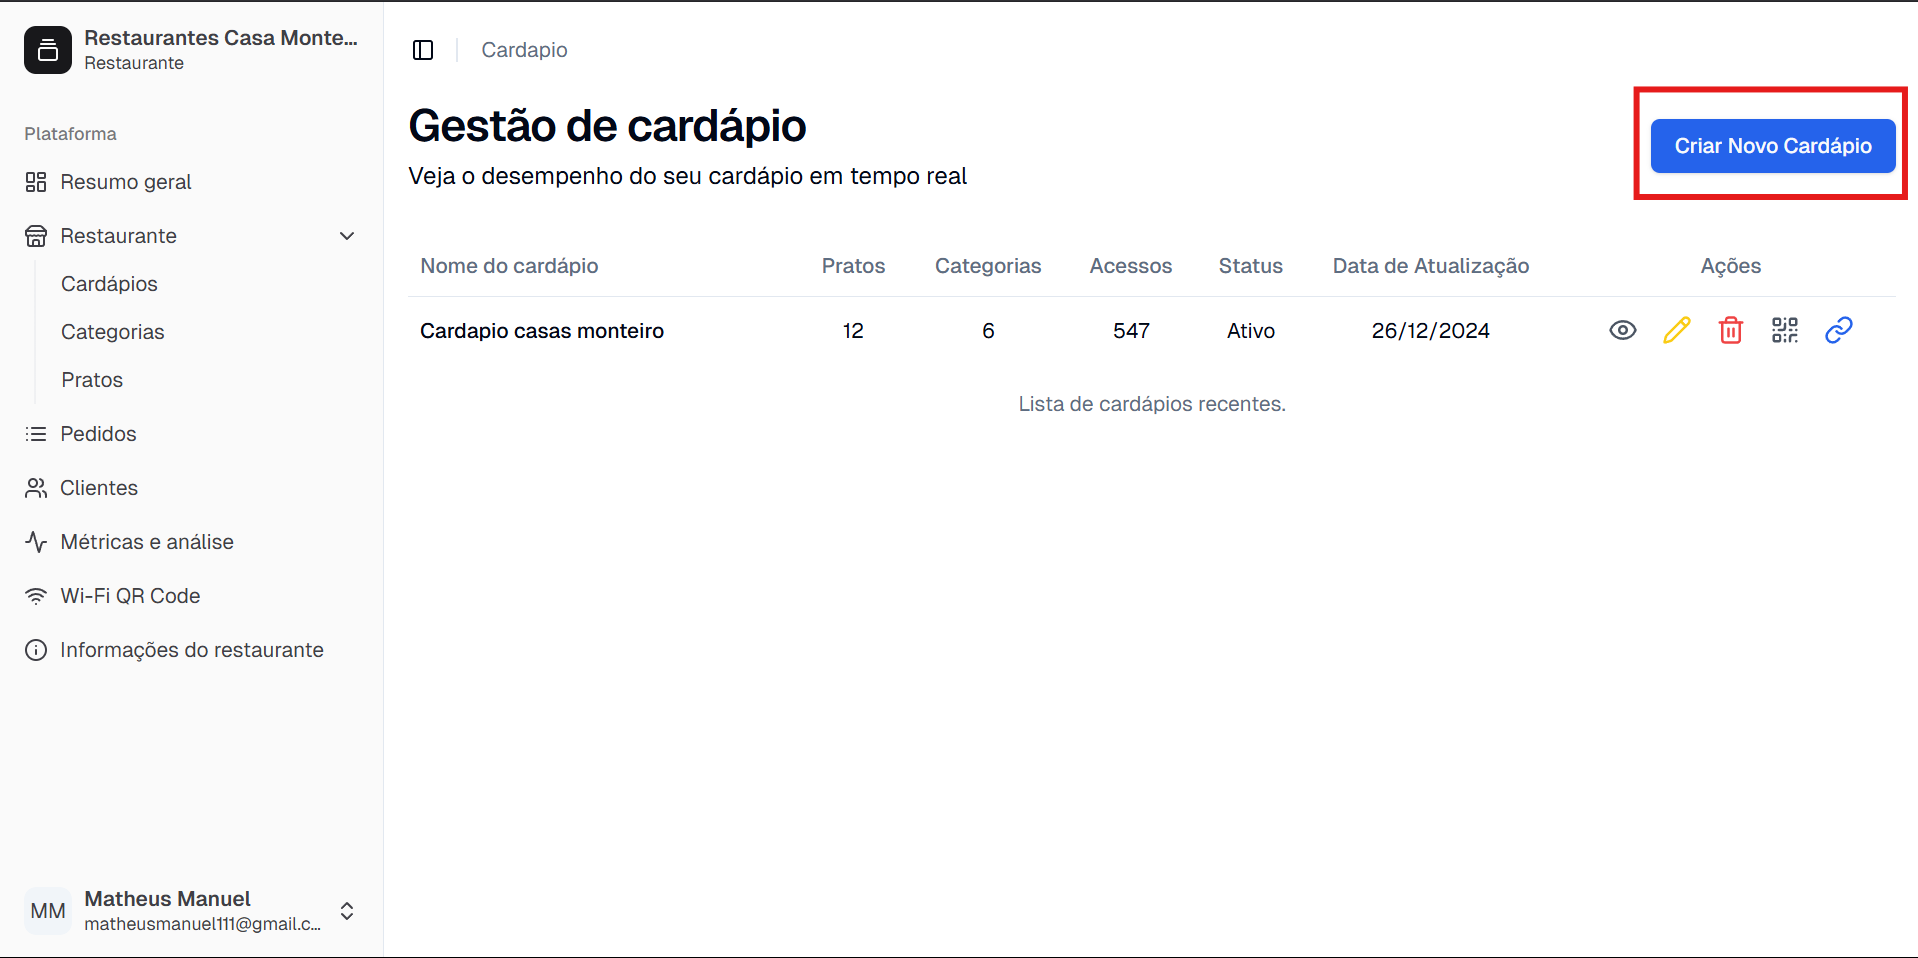 Restaurantes Casa Monte...
Restaurante
Plataforma
Resumo geral
Restaurante
Cardápios
Categorias
Pratos
Pedidos
Clientes
Métricas e análise
Wi-Fi QR Code
Informações do restaurante
MM
Matheus Manuel
matheusmanuel111@gmail.c...
Cardapio
Gestão de cardápio
Veja o desempenho do seu cardápio em tempo real
Criar Novo Cardápio
Nome do cardápio Pratos Categorias Acessos Status Data de Atualização Ações
Cardapio casas monteiro 12 6 547 Ativo 26/12/2024
Lista de cardápios recentes.